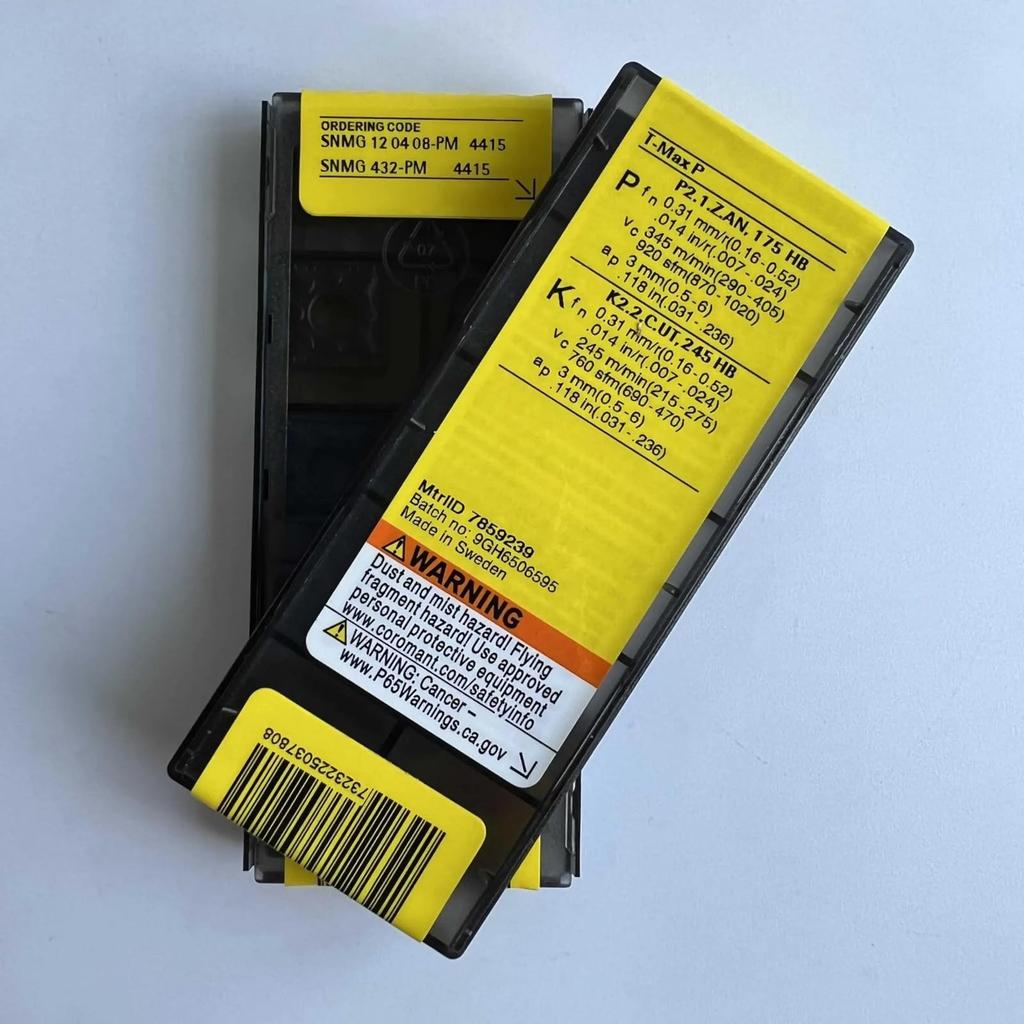 ORDERING CODE
SNMG 12 04 08-PM 4415
SNMG 432-PM 4415
T-Max P
P2.1.Z.AN, 175 HB
P fn 0.31 mm/r(0.16-0.52)
.014 in/r(.007-.024)
vc 345 m/min(290-405)
920 sfm(870-1020)
ap 3 mm(0.5-6)
.118 in(.031-.236)
K2.2.C.UT, 245 HB
K fn 0.31 mm/r(0.16-0.52)
.014 in/r(.007-.024)
vc 245 m/min(215-275)
760 sfm(690-470)
ap 3 mm(0.5-6)
.118 in(.031-.236)
MtrlID 7859239
Batch no: 9GH6506595
Made in Sweden
WARNING
Dust and mist hazard! Flying
fragment hazard! Use approved
personal protective equipment
www.coromant.com/safetyinfo
WARNING: Cancer –
www.P65Warnings.ca.gov
7323225037808